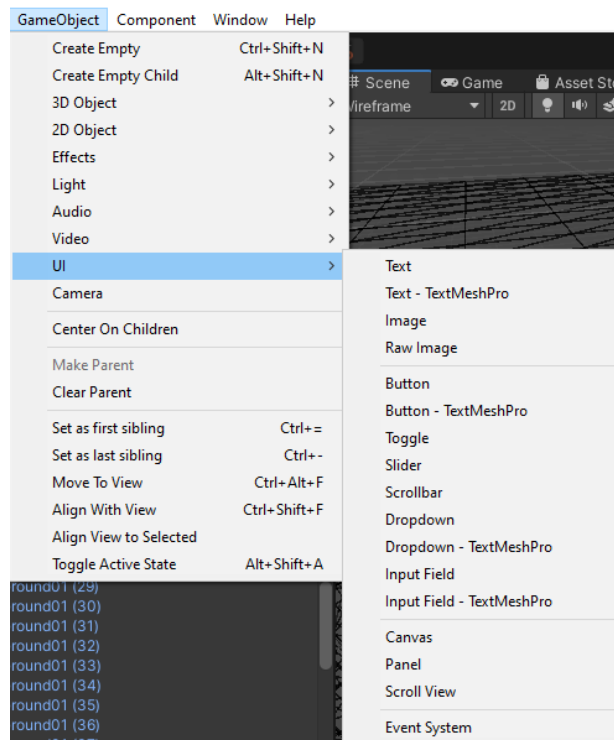 GameObject Component Window Help
Create Empty Ctrl+Shift+N
Create Empty Child Alt+Shift+N
3D Object
2D Object
Effects
Light
Audio
Video
UI
Camera
Center On Children
Make Parent
Clear Parent
Set as first sibling Ctrl+=
Set as last sibling Ctrl+-
Move To View Ctrl+Alt+F
Align With View Ctrl+Shift+F
Align View to Selected
Toggle Active State Alt+Shift+A
# Scene Game Asset Sto
ireframe 2D
Text
Text - TextMeshPro
Image
Raw Image
Button
Button - TextMeshPro
Toggle
Slider
Scrollbar
Dropdown
Dropdown - TextMeshPro
Input Field
Input Field - TextMeshPro
Canvas
Panel
Scroll View
Event System
round01 (29)
round01 (30)
round01 (31)
round01 (32)
round01 (33)
round01 (34)
round01 (35)
round01 (36)